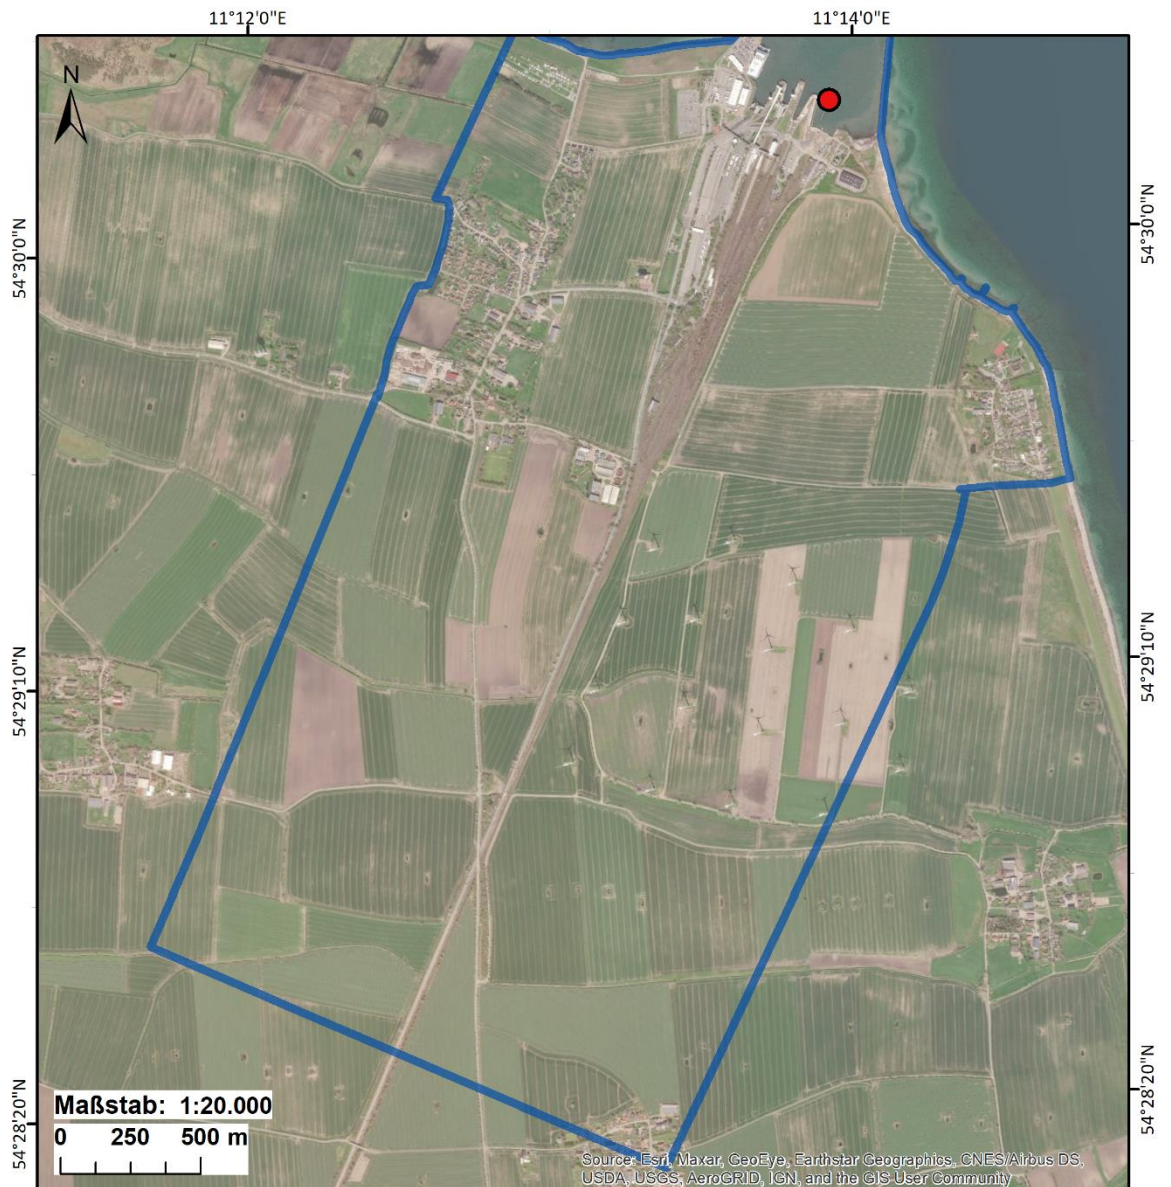 11°12'0"E
11°14'0"E
N
54°30'0"N
54°30'0"N
54°29'10"N
54°29'10"N
54°28'20"N
54°28'20"N
Maßstab: 1:20.000
0 250 500 m
Source: Esri, Maxar, GeoEye, Earthstar Geographics, CNES/Airbus DS,
USDA, USGS, AeroGRID, IGN, and the GIS User Community